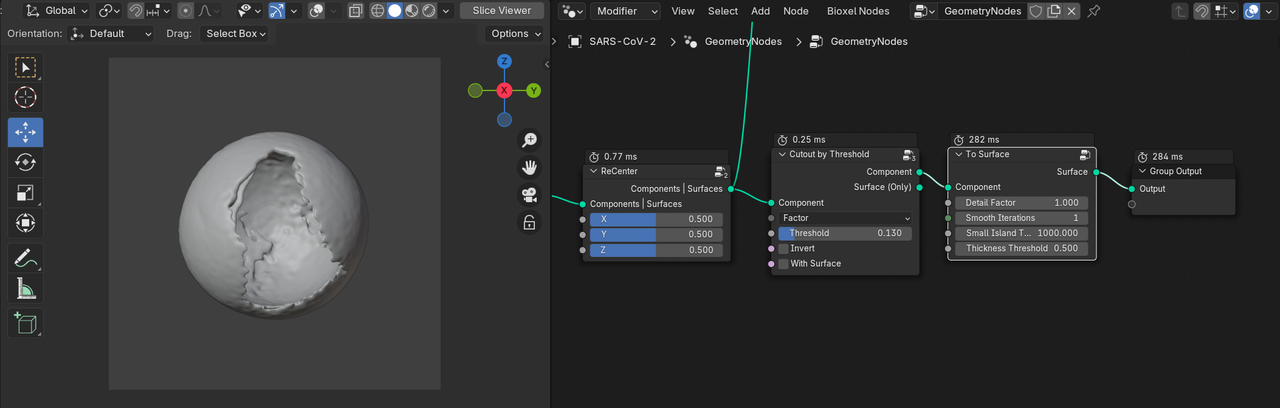 Global
Slice Viewer
Modifier
View
Select
Add
Node
Bioxel Nodes
GeometryNodes
Orientation:
Default
Drag:
Select Box
Options
SARS-CoV-2
GeometryNodes
GeometryNodes
Z
X
Y
0.77 ms
ReCenter
2
Components | Surfaces
Components | Surfaces
X 0.500
Y 0.500
Z 0.500
0.25 ms
Cutout by Threshold
3
Component
Surface (Only)
Component
Factor
Threshold 0.130
Invert
With Surface
282 ms
To Surface
Surface
Component
Detail Factor 1.000
Smooth Iterations 1
Small Island T... 1000.000
Thickness Threshold 0.500
284 ms
Group Output
Output